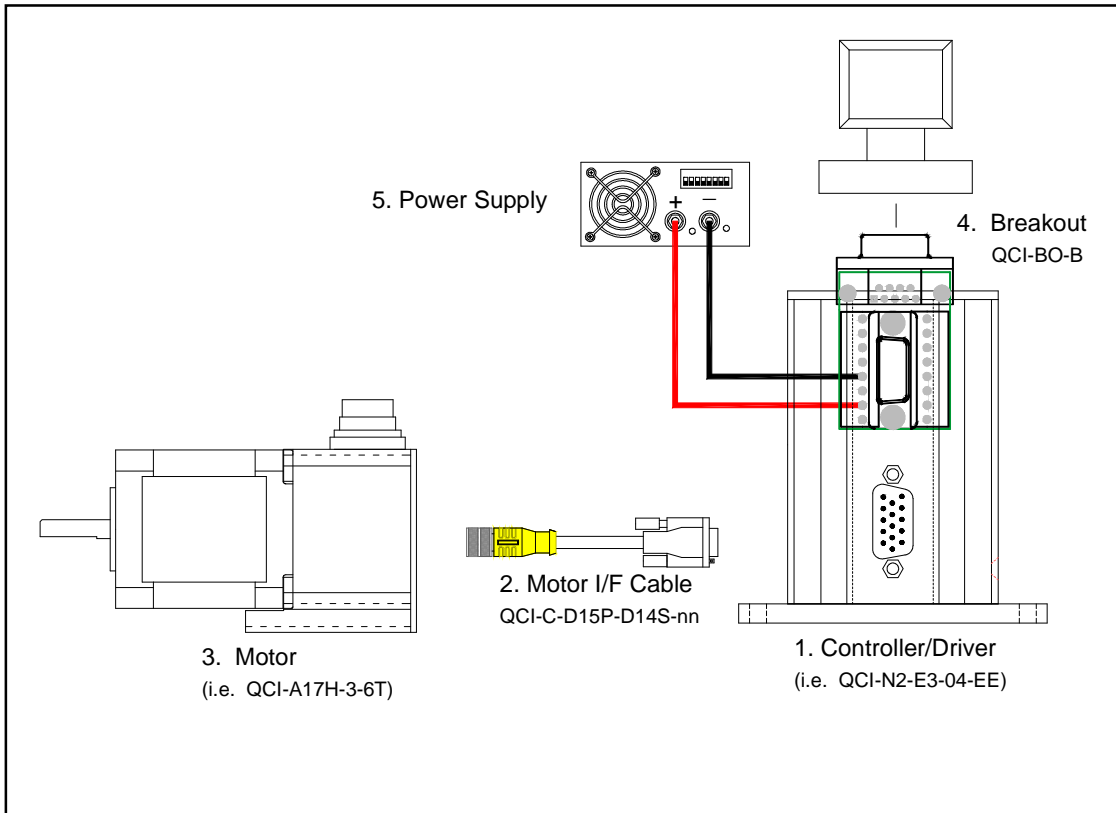 5. Power Supply
+ −
4. Breakout
QCI-BO-B
2. Motor I/F Cable
QCI-C-D15P-D14S-nn
3. Motor
(i.e. QCI-A17H-3-6T)
1. Controller/Driver
(i.e. QCI-N2-E3-04-EE)